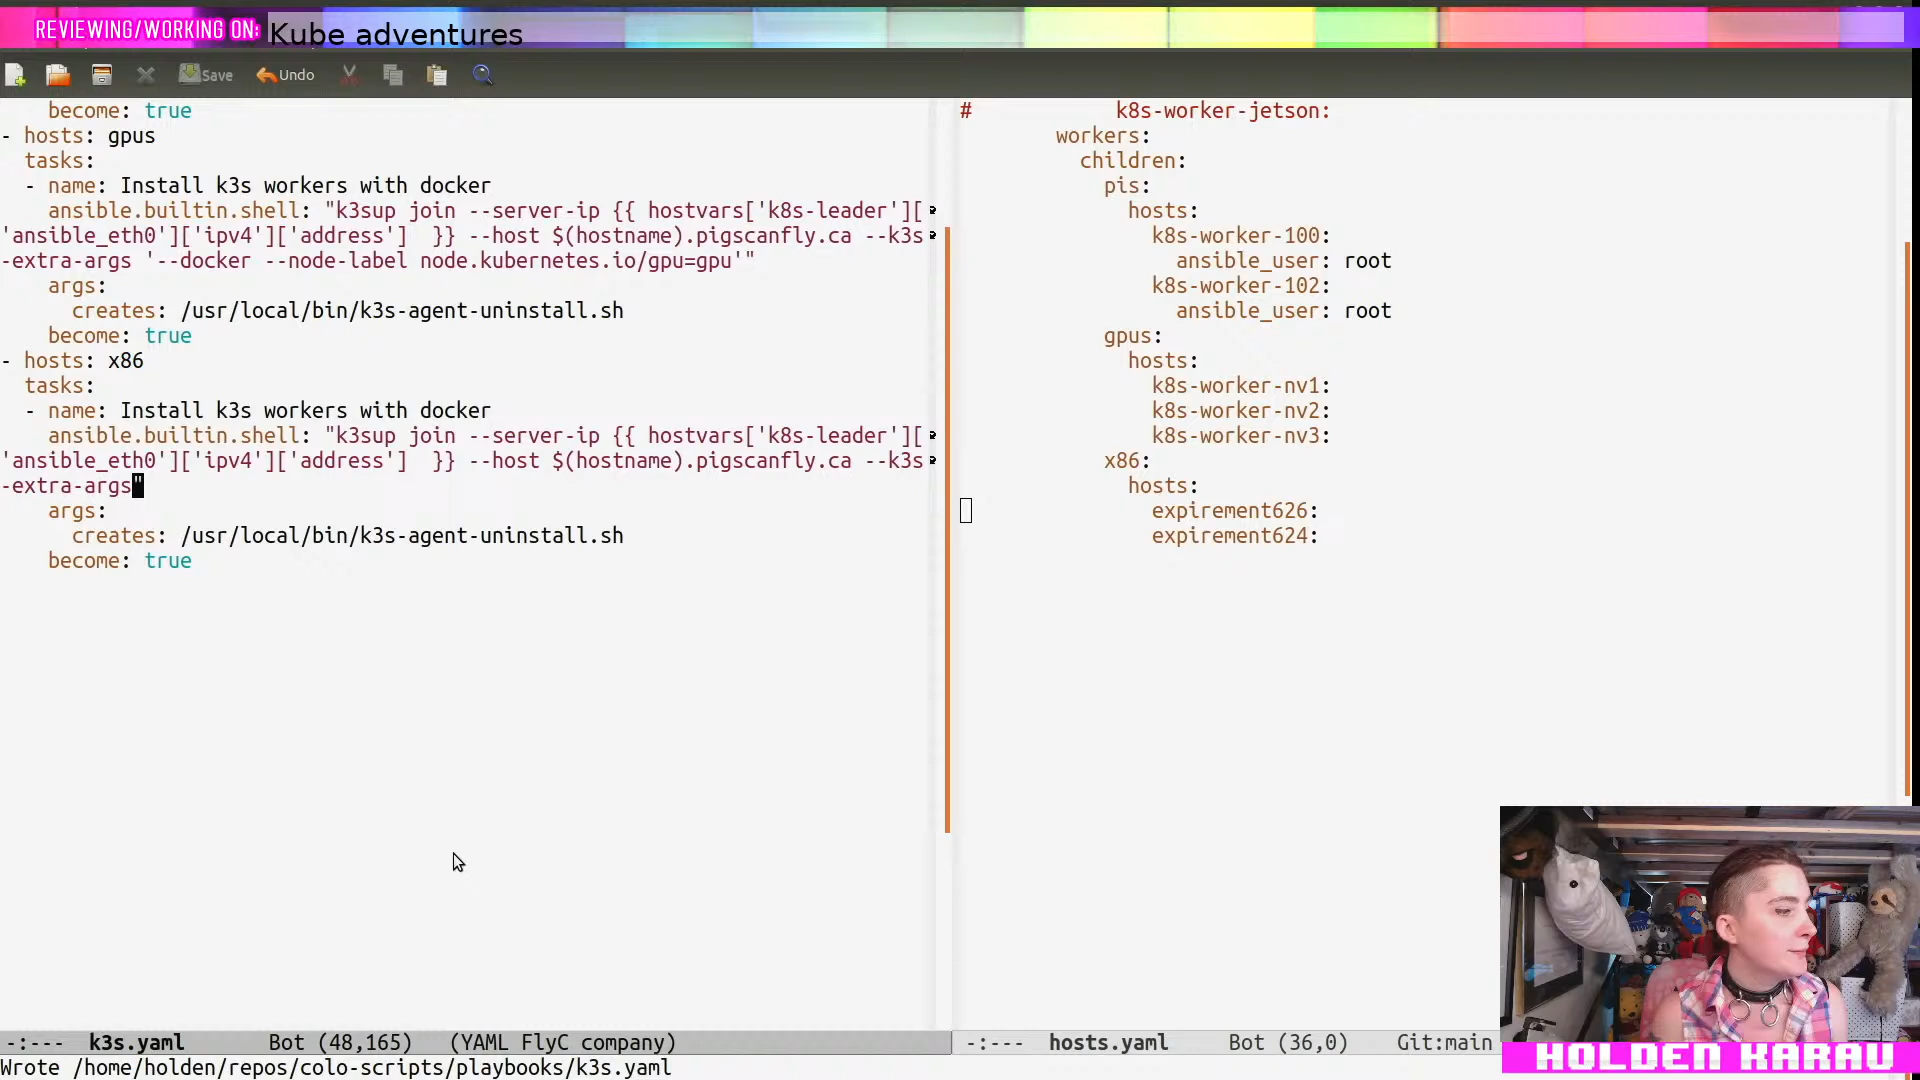 REVIEWING/WORKING ON: Kube adventures
Save Undo
become: true
- hosts: gpus
tasks:
- name: Install k3s workers with docker
ansible.builtin.shell: "k3sup join --server-ip {{ hostvars['k8s-leader'][
'ansible_eth0']['ipv4']['address']  }} --host $(hostname).pigscanfly.ca --k3s
-extra-args '--docker --node-label node.kubernetes.io/gpu=gpu'"
args:
creates: /usr/local/bin/k3s-agent-uninstall.sh
become: true
- hosts: x86
tasks:
- name: Install k3s workers with docker
ansible.builtin.shell: "k3sup join --server-ip {{ hostvars['k8s-leader'][
'ansible_eth0']['ipv4']['address']  }} --host $(hostname).pigscanfly.ca --k3s
-extra-args"
args:
creates: /usr/local/bin/k3s-agent-uninstall.sh
become: true
-:--- k3s.yaml Bot (48,165) (YAML FlyC company)
Wrote /home/holden/repos/colo-scripts/playbooks/k3s.yaml
# k8s-worker-jetson:
workers:
children:
pis:
hosts:
k8s-worker-100:
ansible_user: root
k8s-worker-102:
ansible_user: root
gpus:
hosts:
k8s-worker-nv1:
k8s-worker-nv2:
k8s-worker-nv3:
x86:
hosts:
expirement626:
expirement624:
-:--- hosts.yaml Bot (36,0) Git:main
HOLDEN KARAU